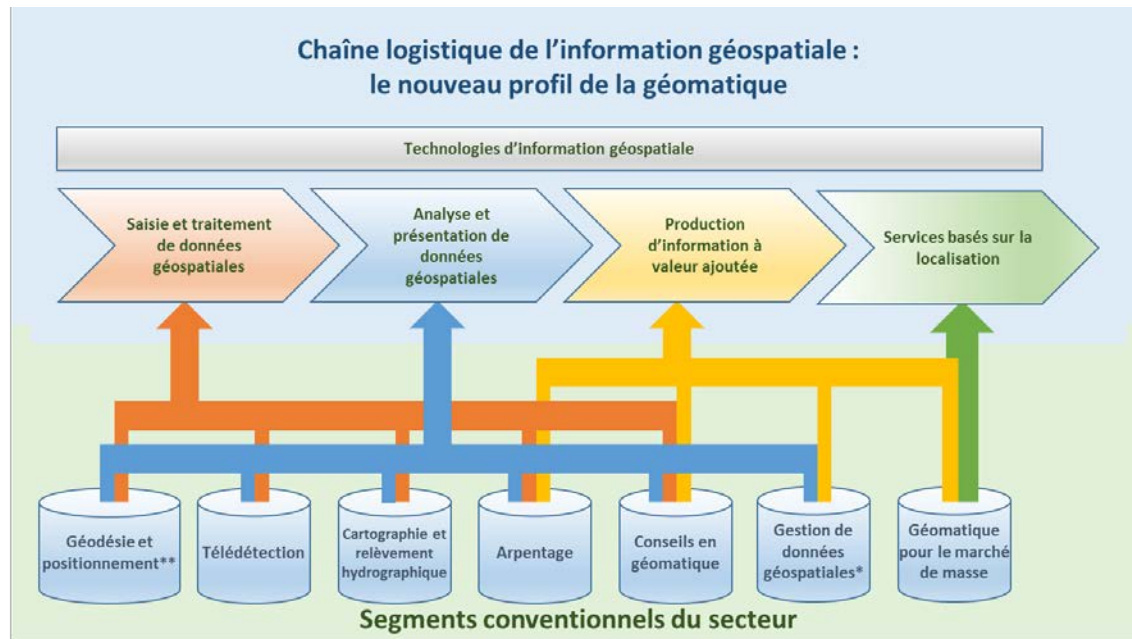 Chaîne logistique de l’information géospatiale :
le nouveau profil de la géomatique
Technologies d’information géospatiale
Saisie et traitement
de données
géospatiales
Analyse et
présentation de
données
géospatiales
Production
d’information à
valeur ajoutée
Services basés sur la
localisation
Géodésie et
positionnement**
Télédétection
Cartographie et
relèvement
hydrographique
Arpentage
Conseils en
géomatique
Gestion de
données
géospatiales*
Géomatique
pour le marché
de masse
Segments conventionnels du secteur